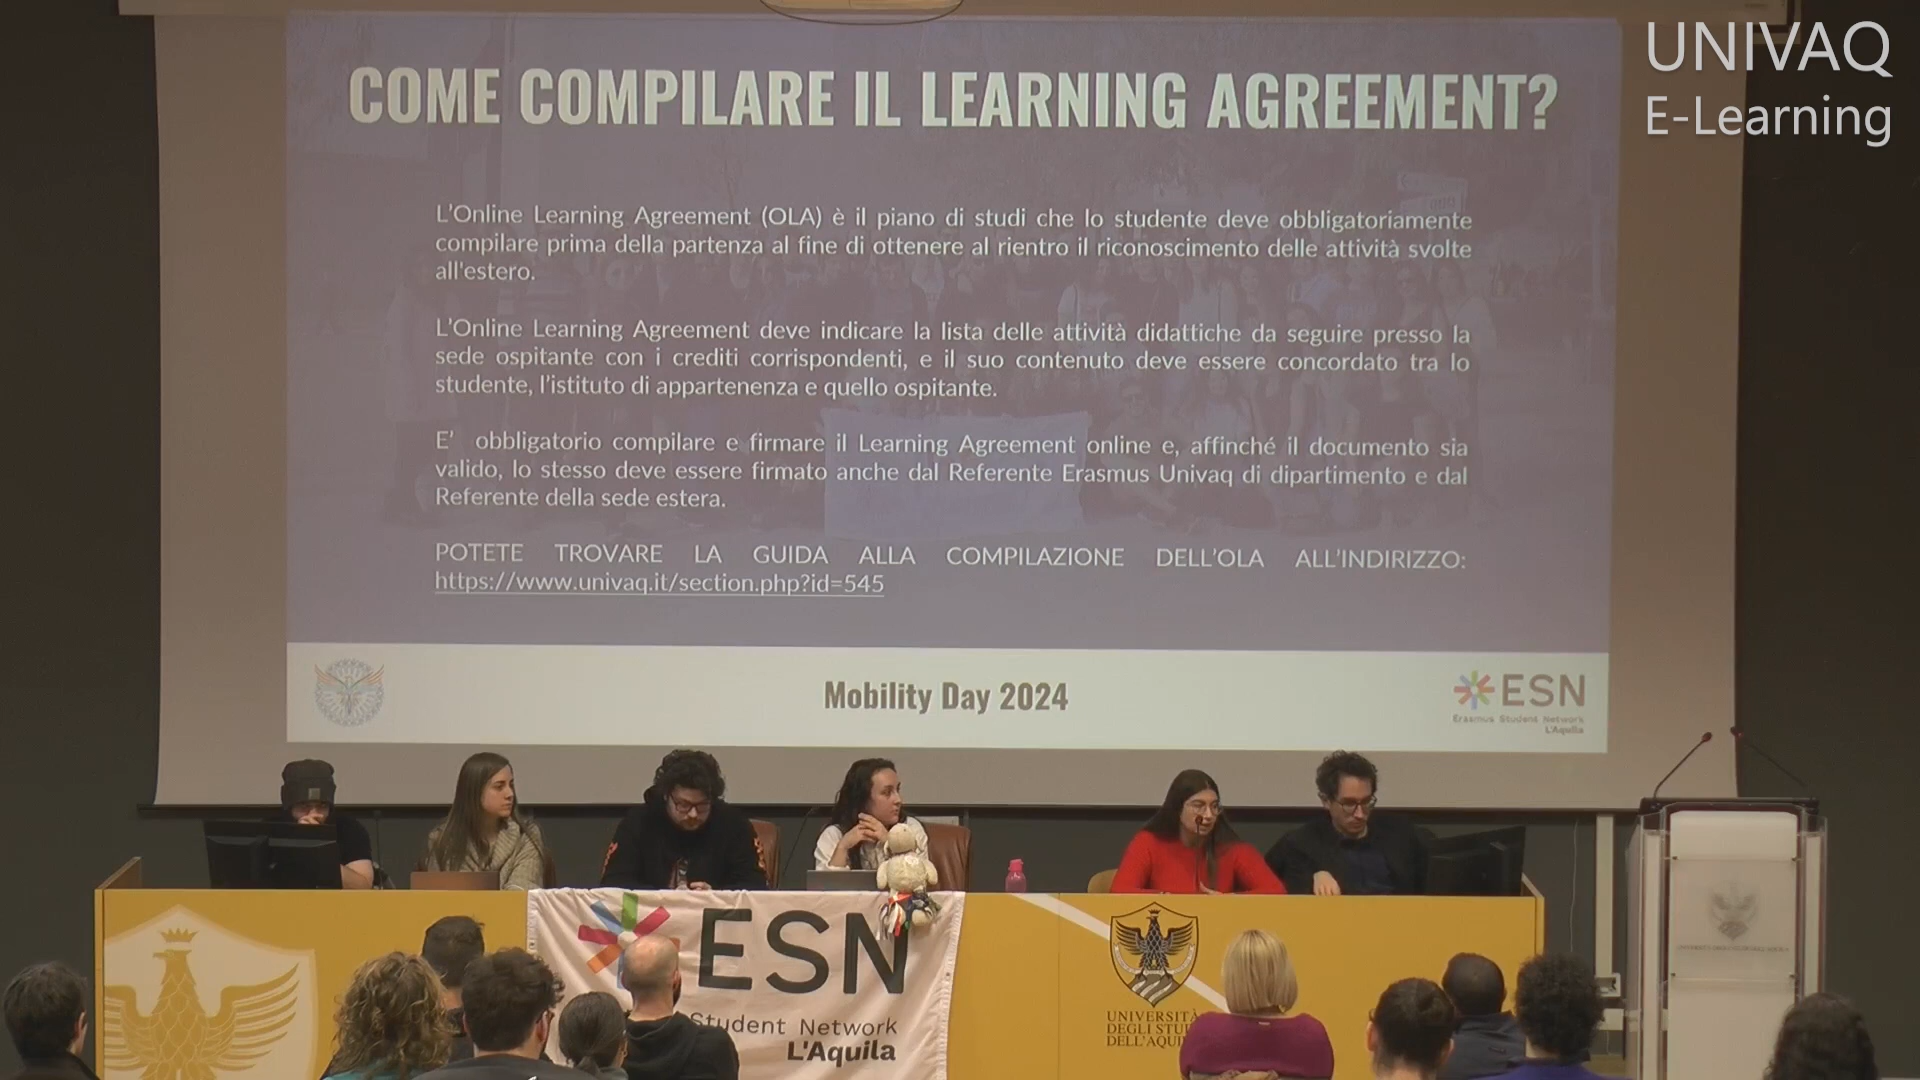 UNIVAQ
E-Learning
COME COMPILARE IL LEARNING AGREEMENT?
L'Online Learning Agreement (OLA) è il piano di studi che lo studente deve obbligatoriamente
compilare prima della partenza al fine di ottenere al rientro il riconoscimento delle attività svolte
all'estero.
L'Online Learning Agreement deve indicare la lista delle attività didattiche da seguire presso la
sede ospitante con i crediti corrispondenti, e il suo contenuto deve essere concordato tra lo
studente, l'istituto di appartenenza e quello ospitante.
E' obbligatorio compilare e firmare il Learning Agreement online e, affinché il documento sia
valido, lo stesso deve essere firmato anche dal Referente Erasmus Univaq di dipartimento e dal
Referente della sede estera.
POTETE TROVARE LA GUIDA ALLA COMPILAZIONE DELL'OLA ALL'INDIRIZZO:
https://www.univaq.it/section.php?id=545
Mobility Day 2024
ESN
Erasmus Student Network
L'Aquila
ESN
Student Network
L'Aquila
UNIVERSITÀ
DEGLI STU
DELL'AQUI